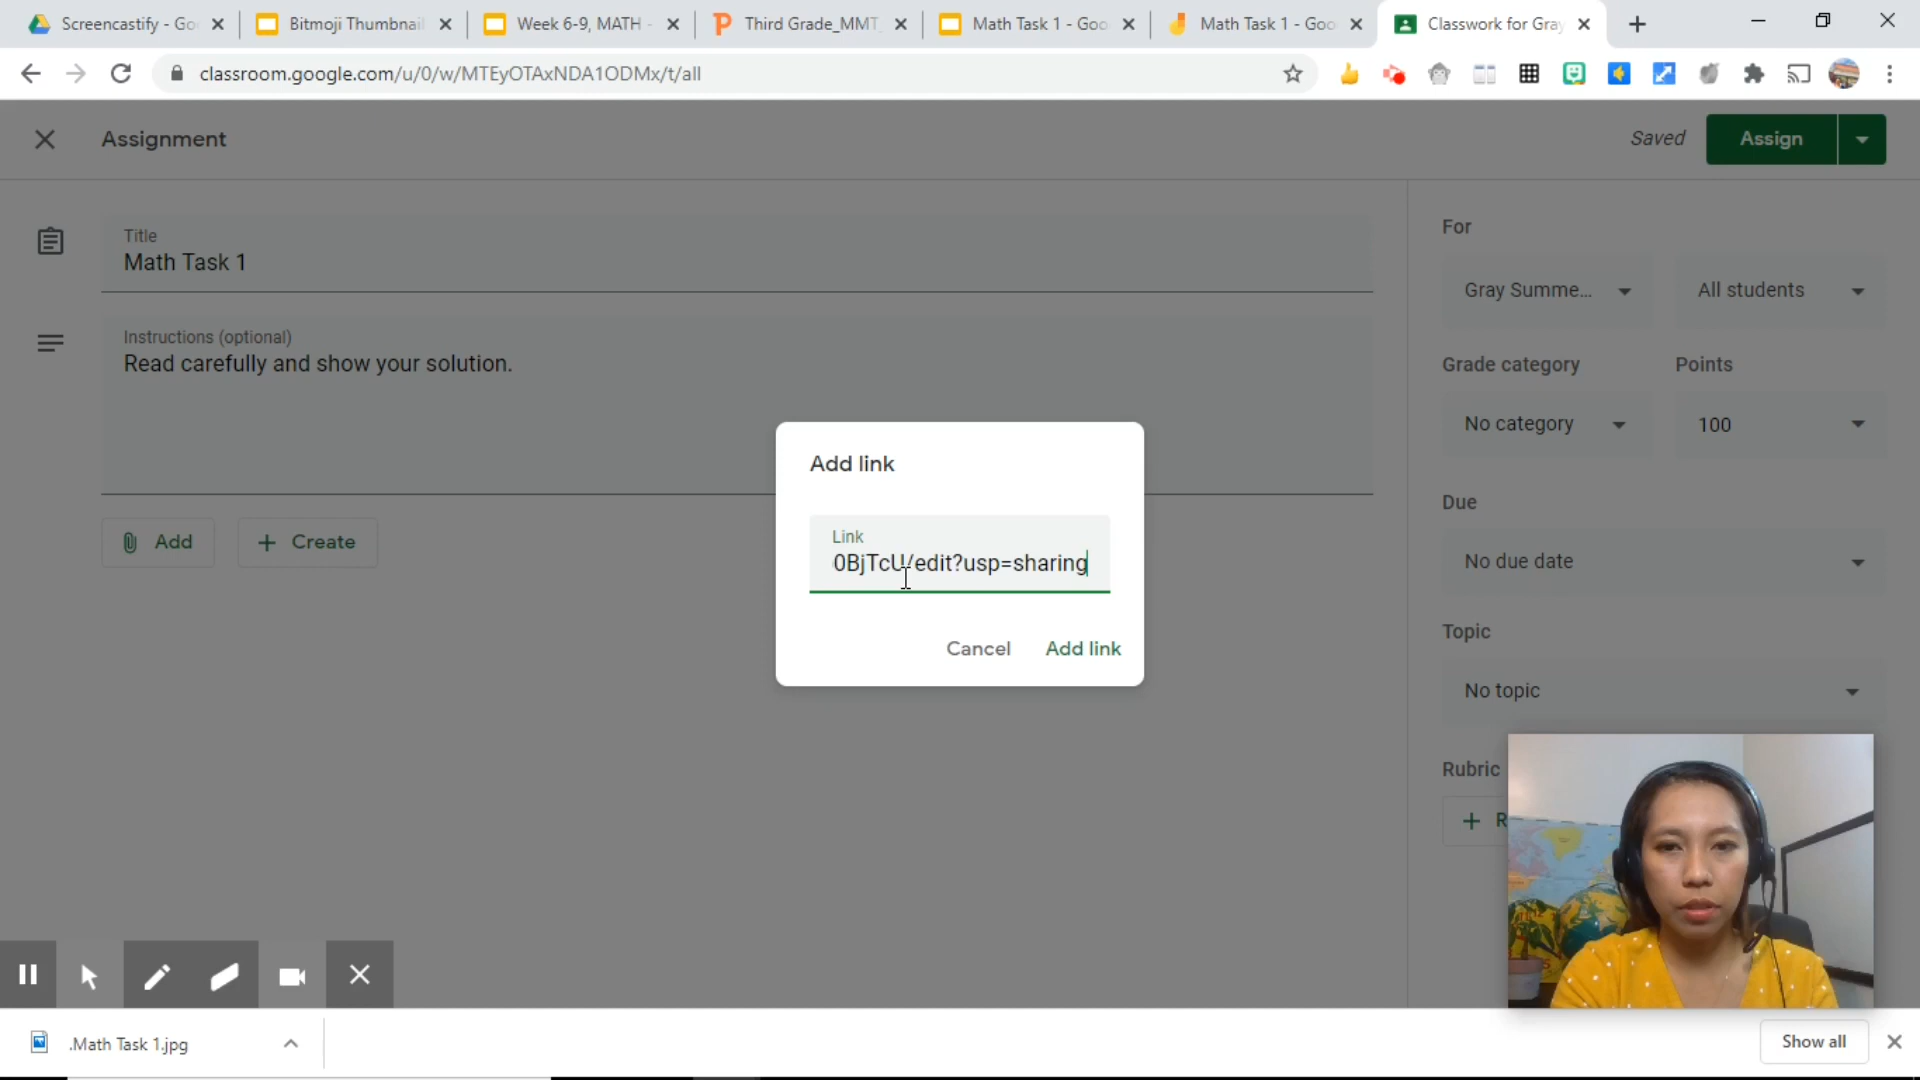 Screencastify - Go
Bitmoji Thumbnail
Week 6-9, MATH -
Third Grade_MMT
Math Task 1 - Goo
Math Task 1 - Goo
Classwork for Gray
classroom.google.com/u/0/w/MTEyOTAxNDA1ODMx/t/all
Assignment
Saved
Assign
Title
Math Task 1
Instructions (optional)
Read carefully and show your solution.
Add
Create
For
Gray Summe...
All students
Grade category
Points
No category
100
Due
No due date
Topic
No topic
Rubric
+ R
Add link
Link
0BjTcU/edit?usp=sharing
Cancel
Add link
.Math Task 1.jpg
Show all